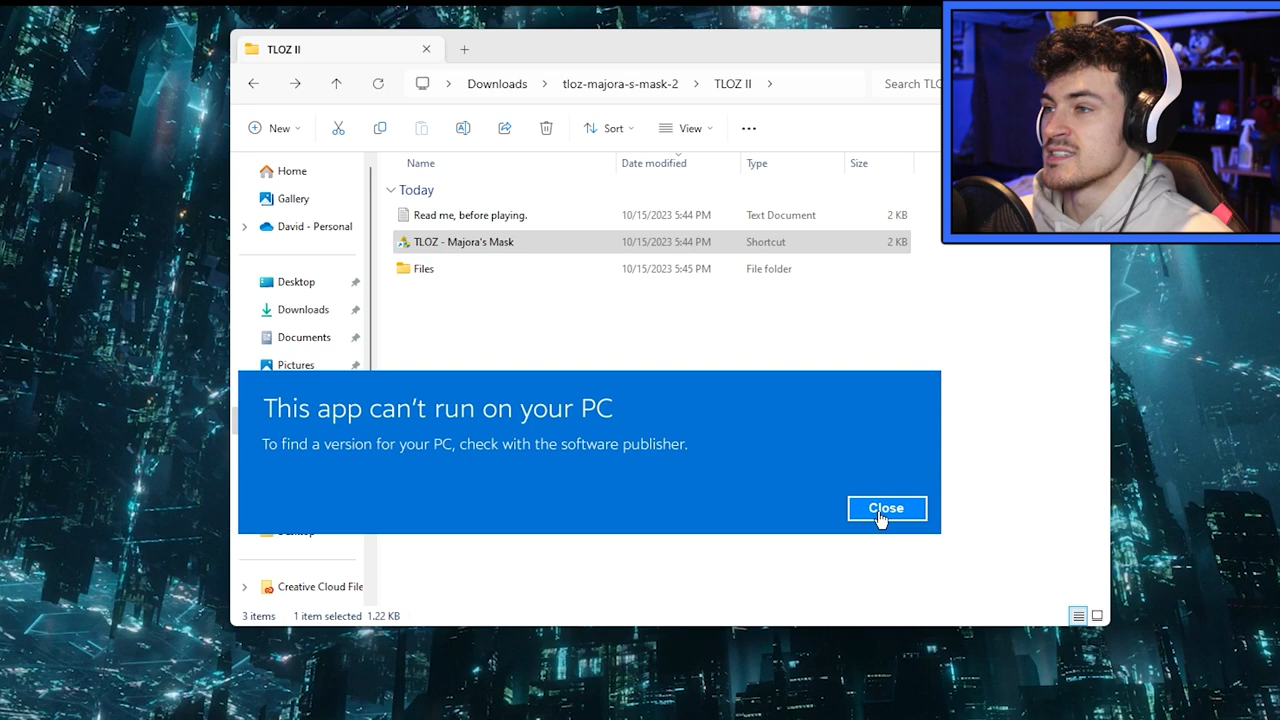 TLOZ II
Downloads
tloz-majora-s-mask-2
TLOZ II
Search TLO
New
Sort
View
Name
Date modified
Type
Size
Home
Gallery
David - Personal
Desktop
Downloads
Documents
Pictures
Today
Read me, before playing.
10/15/2023 5:44 PM
Text Document
2 KB
TLOZ - Majora's Mask
10/15/2023 5:44 PM
Shortcut
2 KB
Files
10/15/2023 5:45 PM
File folder
This app can't run on your PC
To find a version for your PC, check with the software publisher.
Close
Creative Cloud File
3 items
1 item selected 1.22 KB